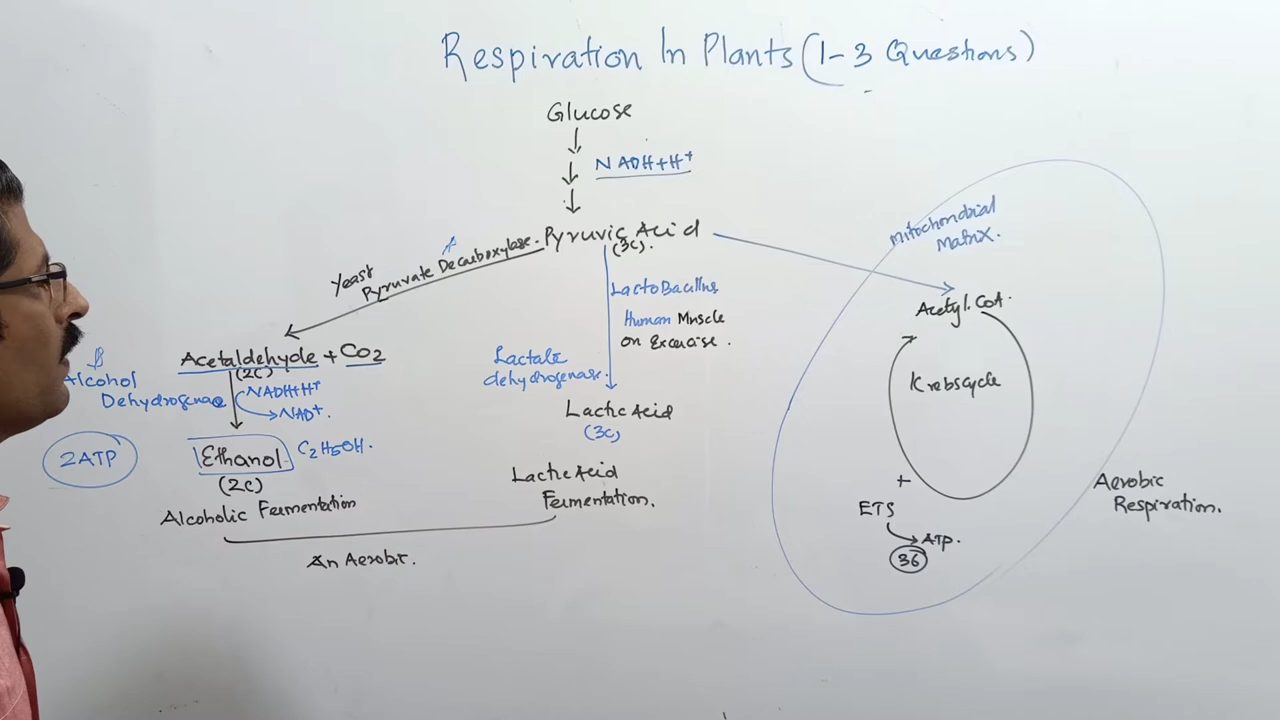 Respiration In Plants (1-3 Questions)
Glucose
NADH+H+
Pyruvic Acid
(3C).
Yeast
A
Pyruvate Decarboxylase.
Acetaldehyde + CO2
(2C)
B
Alcohol
Dehydrogenase
NADH+H+
NAD+.
2ATP
Ethanol.
C2H5OH.
(2C)
Alcoholic Fermentation
LactoBacillus
Human Muscle
on Excercise.
Lactate
dehydrogenase.
Lactic Acid
(3C)
Lactic Acid
Fermentation.
An Aerobic.
Mitochondrial
Matrix.
Acetyl. CoA.
Krebscycle
+
ETS
ATP.
36
Aerobic
Respiration.